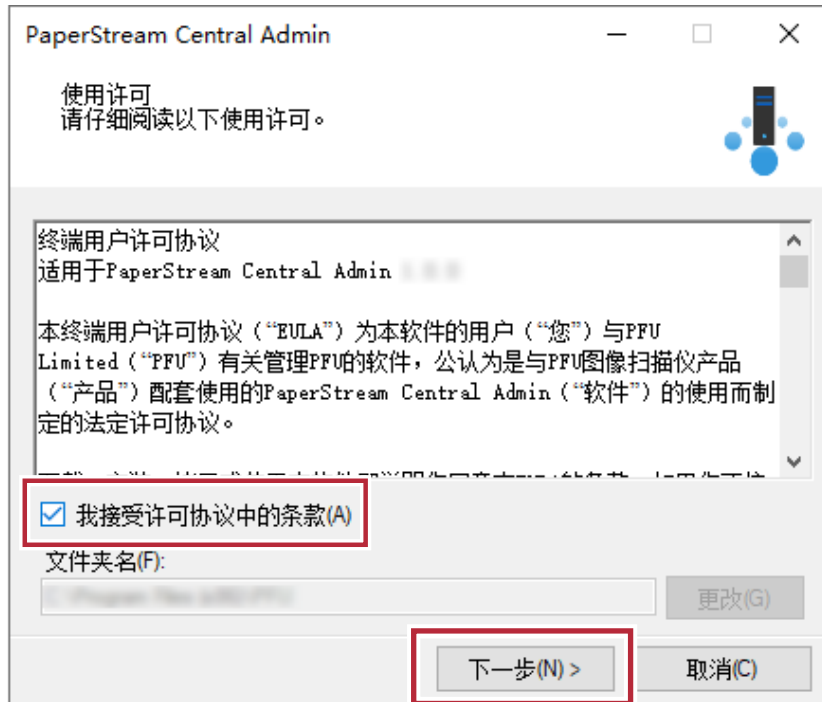 PaperStream Central Admin
使用许可
请仔细阅读以下使用许可。
终端用户许可协议
适用于PaperStream Central Admin
本终端用户许可协议（“EULA”）为本软件的用户（“您”）与PFU
Limited（“PFU”）有关管理PFU的软件，公认为是与PFU图像扫描仪产品
（“产品”）配套使用的PaperStream Central Admin（“软件”）的使用而制
定的法定许可协议。
我接受许可协议中的条款(A)
文件夹名(F):
更改(G)
下一步(N) >
取消(C)